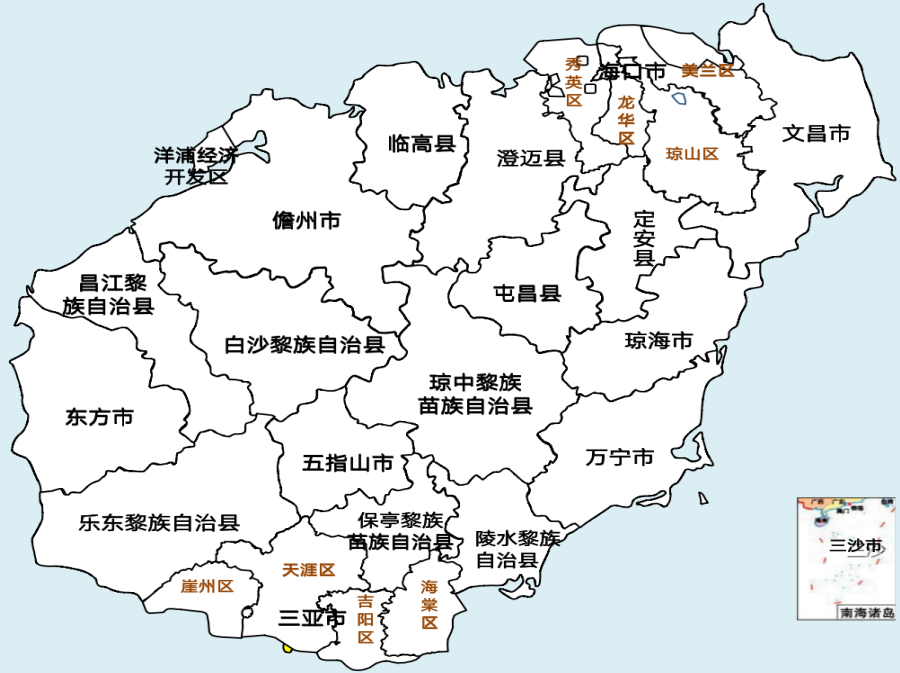 秀
英
区
海口市
美兰区
龙
华
区
琼山区
文昌市
临高县
澄迈县
洋浦经济
开发区
儋州市
定
安
县
昌江黎
族自治县
屯昌县
白沙黎族自治县
琼海市
琼中黎族
苗族自治县
东方市
五指山市
万宁市
乐东黎族自治县
保亭黎族
苗族自治县
陵水黎族
自治县
天涯区
崖州区
海
棠
区
吉
阳
区
三亚市
三沙市
南海诸岛